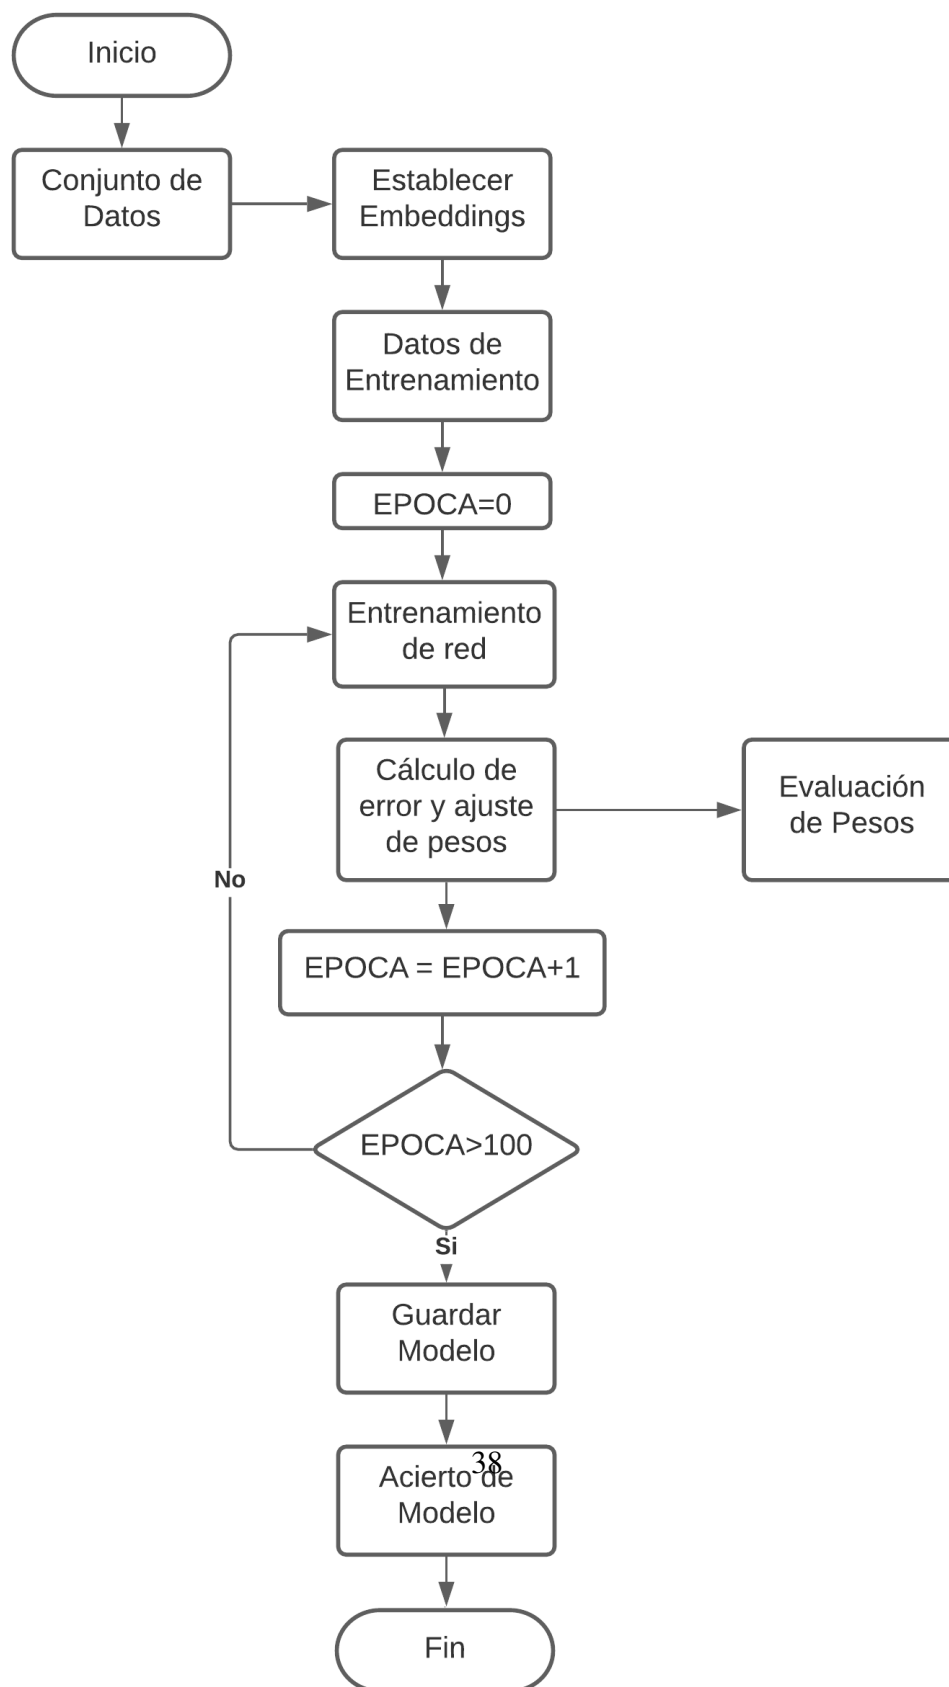 Inicio
Conjunto de
Datos
Establecer
Embeddings
Datos de
Entrenamiento
EPOCA=0
Entrenamiento
de red
Cálculo de
error y ajuste
de pesos
Evaluación
de Pesos
No
EPOCA = EPOCA+1
EPOCA>100
Si
Guardar
Modelo
38
Acierto de
Modelo
Fin